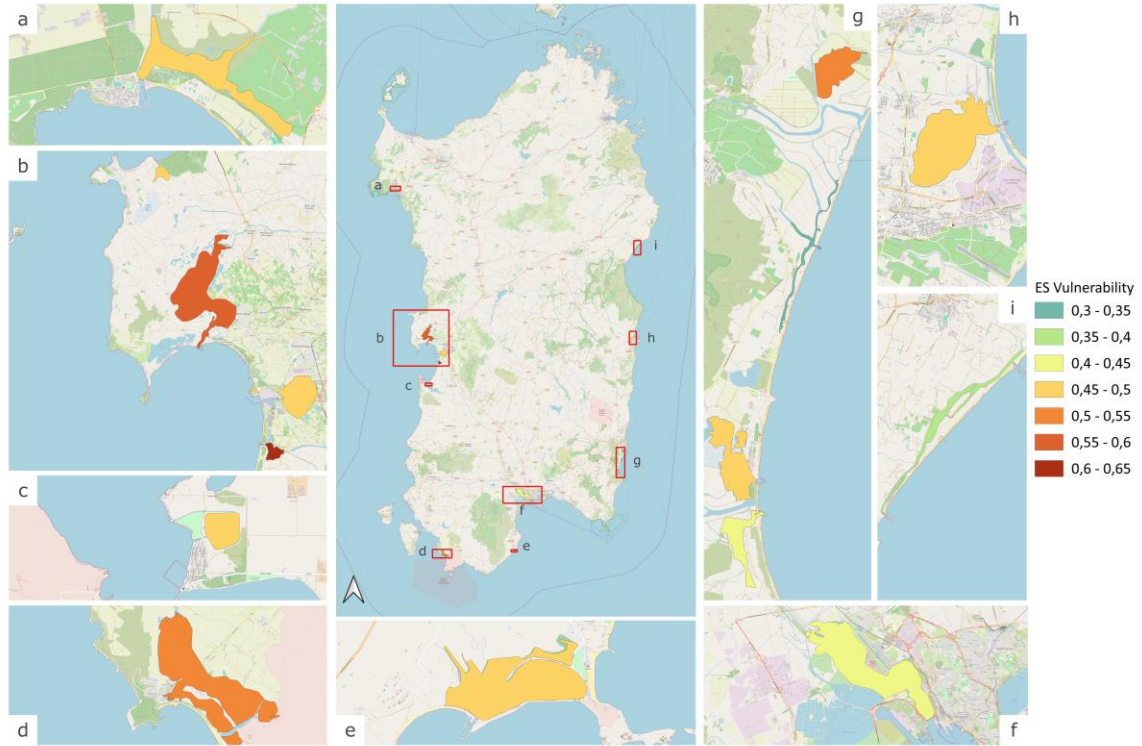 a
b
c
d
e
a
b
c
d
e
f
g
h
i
g
h
i
f
ES Vulnerability
0,3 - 0,35
0,35 - 0,4
0,4 - 0,45
0,45 - 0,5
0,5 - 0,55
0,55 - 0,6
0,6 - 0,65